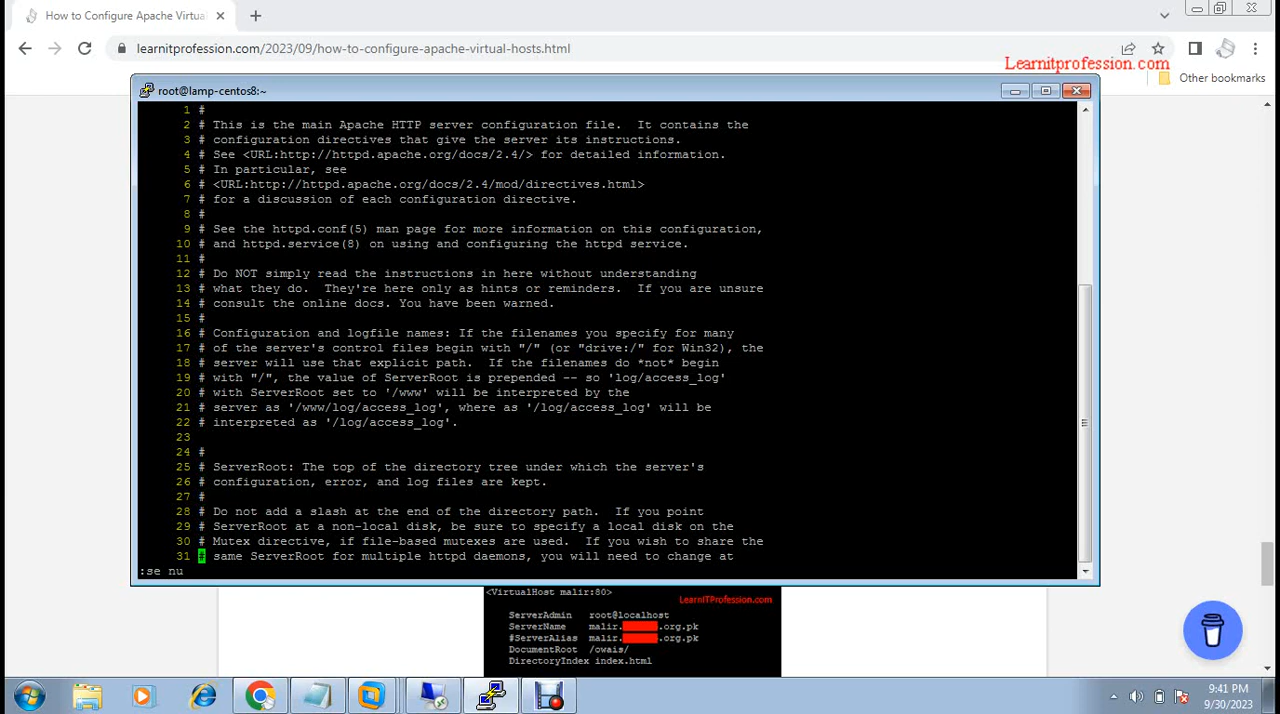 How to Configure Apache Virtua
learnitprofession.com/2023/09/how-to-configure-apache-virtual-hosts.html
Learnitprofession.com
Other bookmarks
root@lamp-centos8:~
1 #
2 # This is the main Apache HTTP server configuration file.  It contains the
3 # configuration directives that give the server its instructions.
4 # See <URL:http://httpd.apache.org/docs/2.4/> for detailed information.
5 # In particular, see
6 # <URL:http://httpd.apache.org/docs/2.4/mod/directives.html>
7 # for a discussion of each configuration directive.
8 #
9 # See the httpd.conf(5) man page for more information on this configuration,
10 # and httpd.service(8) on using and configuring the httpd service.
11 #
12 # Do NOT simply read the instructions in here without understanding
13 # what they do.  They're here only as hints or reminders.  If you are unsure
14 # consult the online docs. You have been warned.
15 #
16 # Configuration and logfile names: If the filenames you specify for many
17 # of the server's control files begin with "/" (or "drive:/" for Win32), the
18 # server will use that explicit path.  If the filenames do *not* begin
19 # with "/", the value of ServerRoot is prepended -- so 'log/access_log'
20 # with ServerRoot set to '/www' will be interpreted by the
21 # server as '/www/log/access_log', where as '/log/access_log' will be
22 # interpreted as '/log/access_log'.
23
24 #
25 # ServerRoot: The top of the directory tree under which the server's
26 # configuration, error, and log files are kept.
27 #
28 # Do not add a slash at the end of the directory path.  If you point
29 # ServerRoot at a non-local disk, be sure to specify a local disk on the
30 # Mutex directive, if file-based mutexes are used.  If you wish to share the
31 # same ServerRoot for multiple httpd daemons, you will need to change at
:se nu
<VirtualHost malir:80>
LearnITProfession.com
ServerAdmin root@localhost
ServerName malir. .org.pk
#ServerAlias malir. .org.pk
DocumentRoot /owais/
DirectoryIndex index.html
9:41 PM
9/30/2023